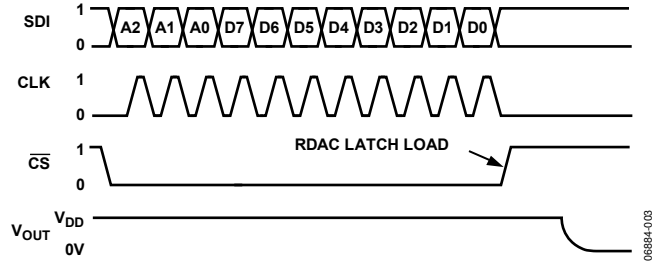 SDI 1 0
A2 A1 A0 D7 D6 D5 D4 D3 D2 D1 D0
CLK 1 0
CS 1 0
RDAC LATCH LOAD
VOUT VDD 0V
06884-003